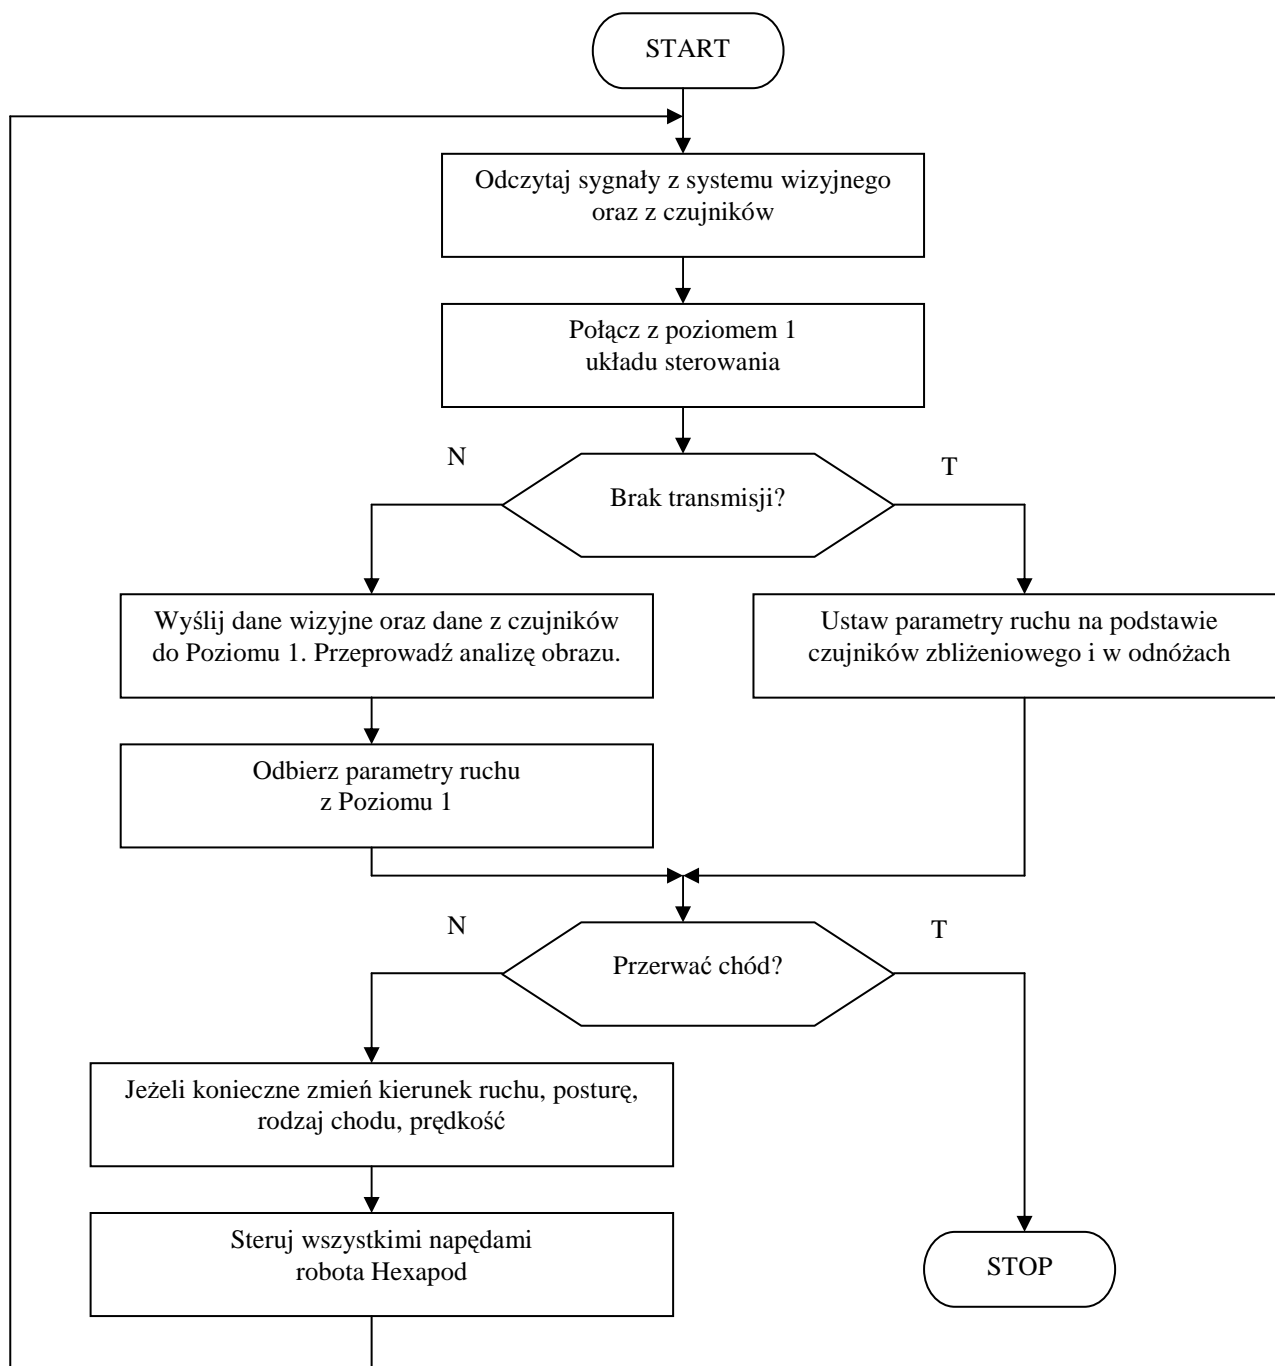 START
Odczytaj sygnały z systemu wizyjnego
oraz z czujników
Połącz z poziomem 1
układu sterowania
N
T
Brak transmisji?
Wyślij dane wizyjne oraz dane z czujników
do Poziomu 1. Przeprowadź analizę obrazu.
Ustaw parametry ruchu na podstawie
czujników zbliżeniowego i w odnóżach
Odbierz parametry ruchu
z Poziomu 1
N
T
Przerwać chód?
Jeżeli konieczne zmień kierunek ruchu, posturę,
rodzaj chodu, prędkość
Steruj wszystkimi napędami
robota Hexapod
STOP